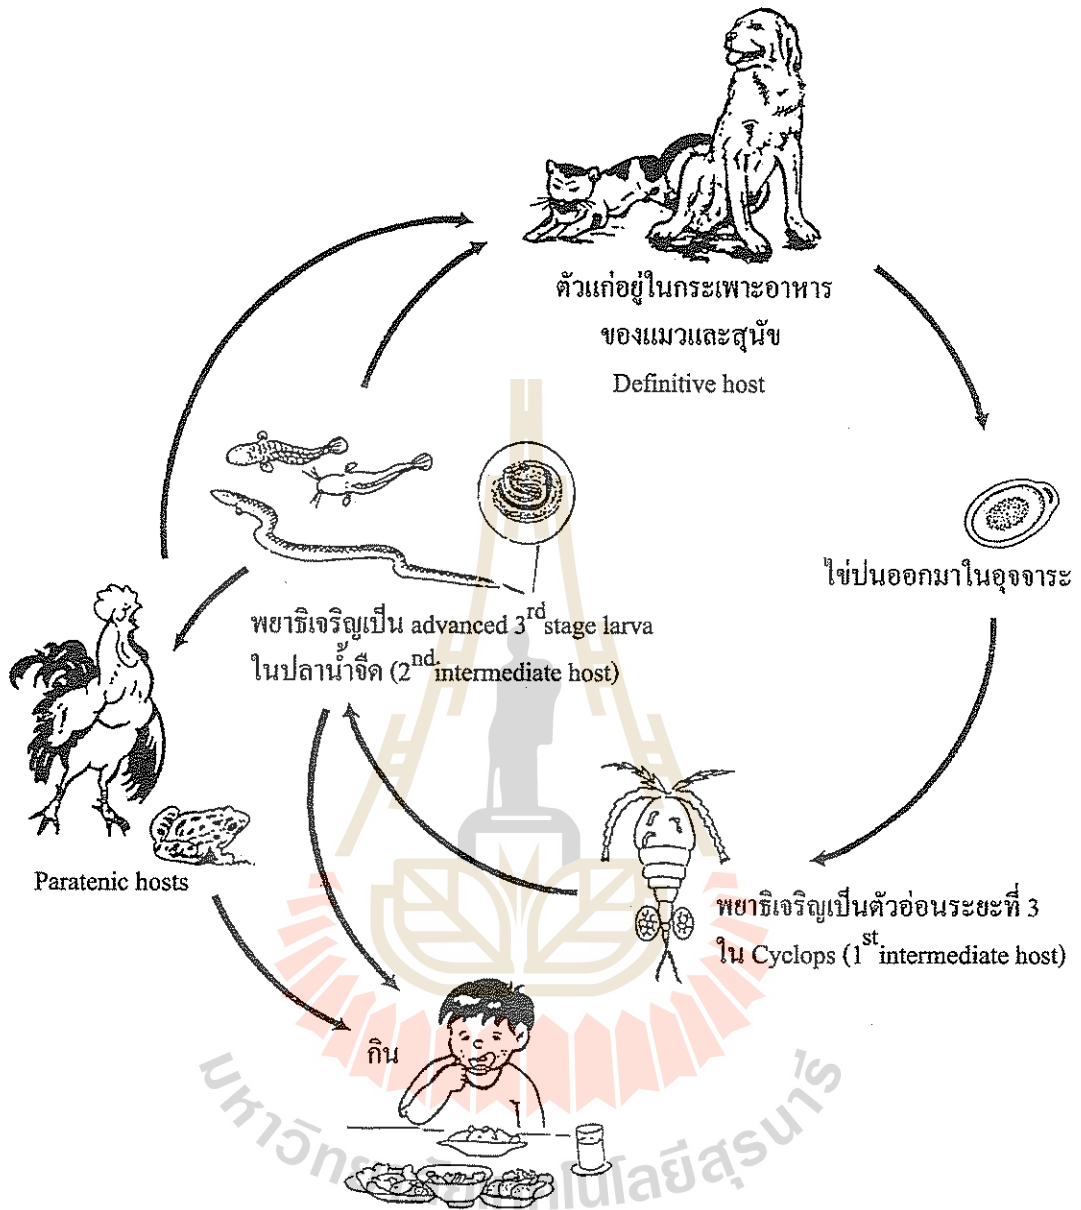 ตัวแก่อยู่ในกระเพาะอาหาร
ของแมวและสุนัข
Definitive host
ไข่ปนออกมาในอุจจาระ
พยาธิเจริญเป็น advanced 3rd stage larva
ในปลาน้ำจืด (2nd intermediate host)
Paratenic hosts
พยาธิเจริญเป็นตัวอ่อนระยะที่ 3
ใน Cyclops (1st intermediate host)
กิน
มหาวิทยาลัยเทคโนโลยีสุรนารี